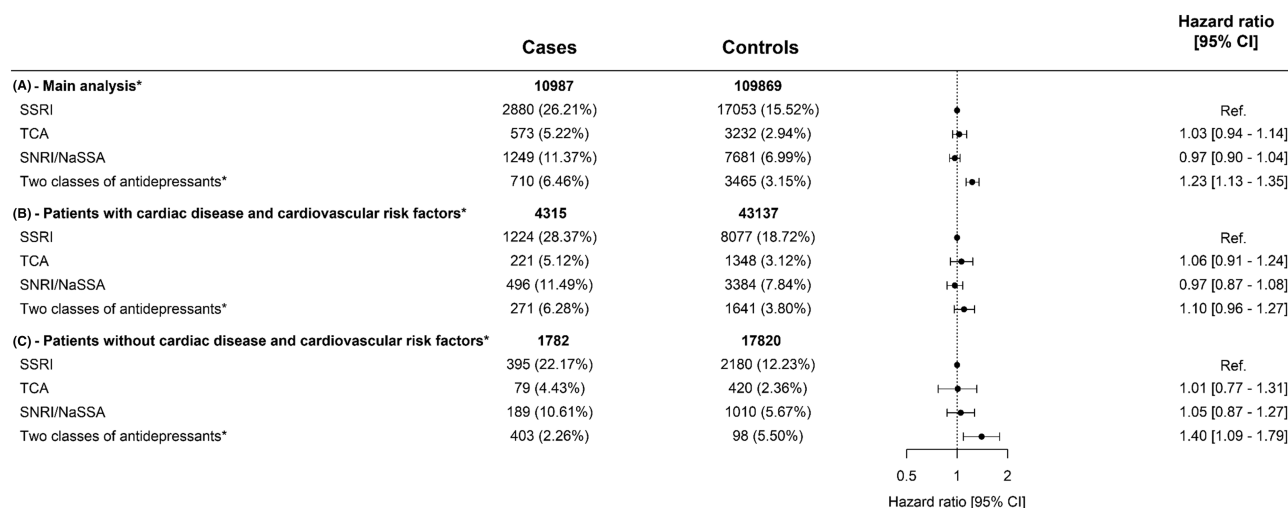 Cases Controls Hazard ratio
[95% CI]
(A) - Main analysis* 10987 109869
SSRI 2880 (26.21%) 17053 (15.52%) Ref.
TCA 573 (5.22%) 3232 (2.94%) 1.03 [0.94 - 1.14]
SNRI/NaSSA 1249 (11.37%) 7681 (6.99%) 0.97 [0.90 - 1.04]
Two classes of antidepressants* 710 (6.46%) 3465 (3.15%) 1.23 [1.13 - 1.35]
(B) - Patients with cardiac disease and cardiovascular risk factors* 4315 43137
SSRI 1224 (28.37%) 8077 (18.72%) Ref.
TCA 221 (5.12%) 1348 (3.12%) 1.06 [0.91 - 1.24]
SNRI/NaSSA 496 (11.49%) 3384 (7.84%) 0.97 [0.87 - 1.08]
Two classes of antidepressants* 271 (6.28%) 1641 (3.80%) 1.10 [0.96 - 1.27]
(C) - Patients without cardiac disease and cardiovascular risk factors* 1782 17820
SSRI 395 (22.17%) 2180 (12.23%) Ref.
TCA 79 (4.43%) 420 (2.36%) 1.01 [0.77 - 1.31]
SNRI/NaSSA 189 (10.61%) 1010 (5.67%) 1.05 [0.87 - 1.27]
Two classes of antidepressants* 403 (2.26%) 98 (5.50%) 1.40 [1.09 - 1.79]
0.5 1 2
Hazard ratio [95% CI]